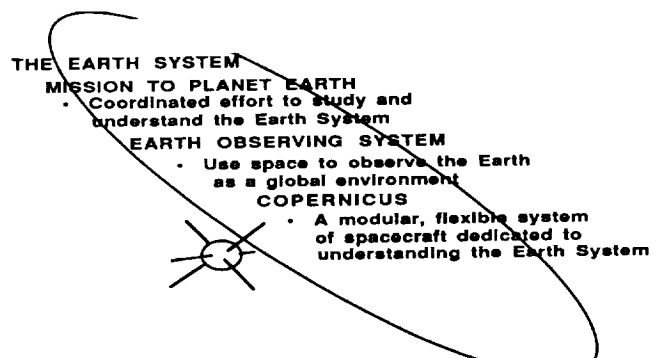 THE EARTH SYSTEM
MISSION TO PLANET EARTH
• Coordinated effort to study and
understand the Earth System
EARTH OBSERVING SYSTEM
• Use space to observe the Earth
as a global environment
COPERNICUS
• A modular, flexible system
of spacecraft dedicated to
understanding the Earth System